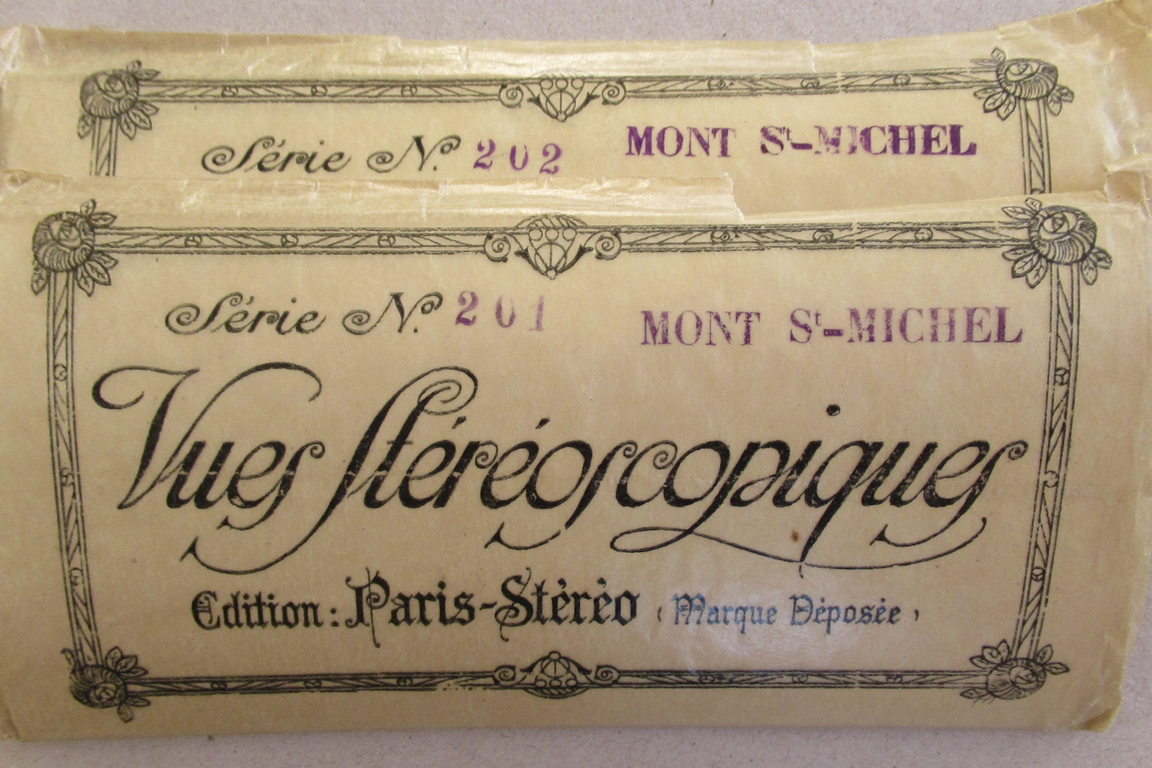 Série N.º 202 MONT St-MICHEL
Série N.º 201 MONT St-MICHEL
Vues Stéréoscopiques
Edition: Paris-Stéréo (Marque Déposée)